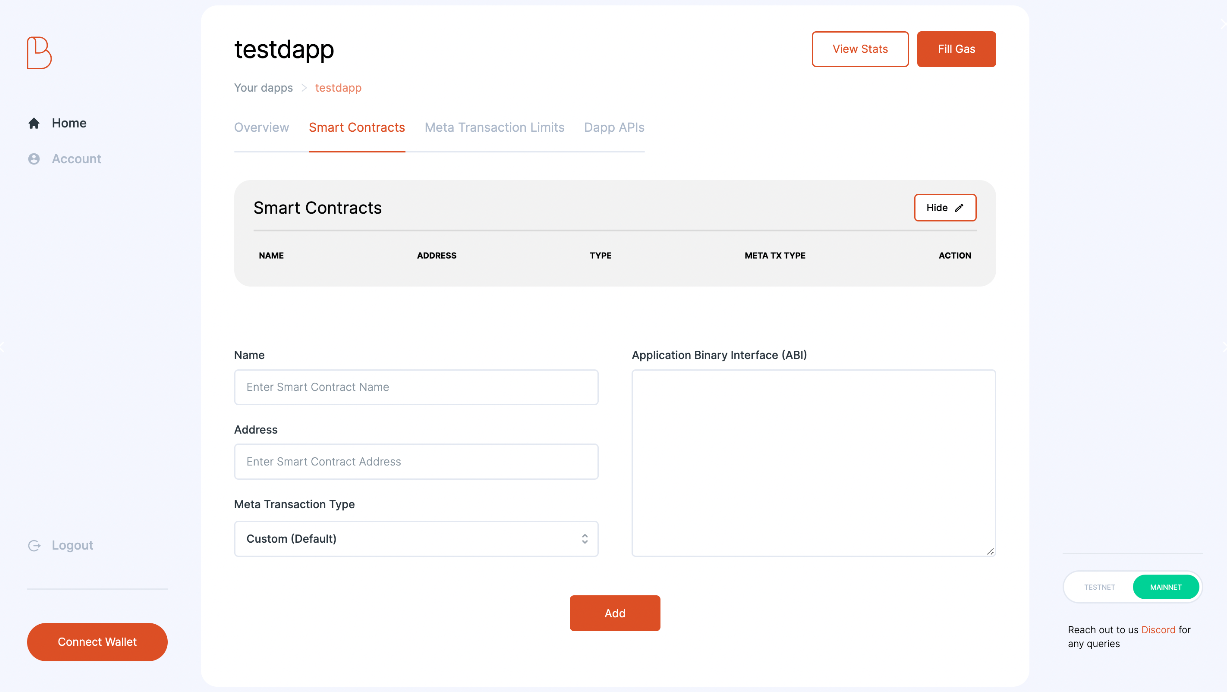 testdapp
View Stats
Fill Gas
Your dapps > testdapp
Home
Account
Overview
Smart Contracts
Meta Transaction Limits
Dapp APIs
Smart Contracts
Hide
NAME
ADDRESS
TYPE
META TX TYPE
ACTION
Name
Enter Smart Contract Name
Address
Enter Smart Contract Address
Meta Transaction Type
Custom (Default)
Application Binary Interface (ABI)
Add
Logout
Connect Wallet
TESTNET
MAINNET
Reach out to us Discord for
any queries